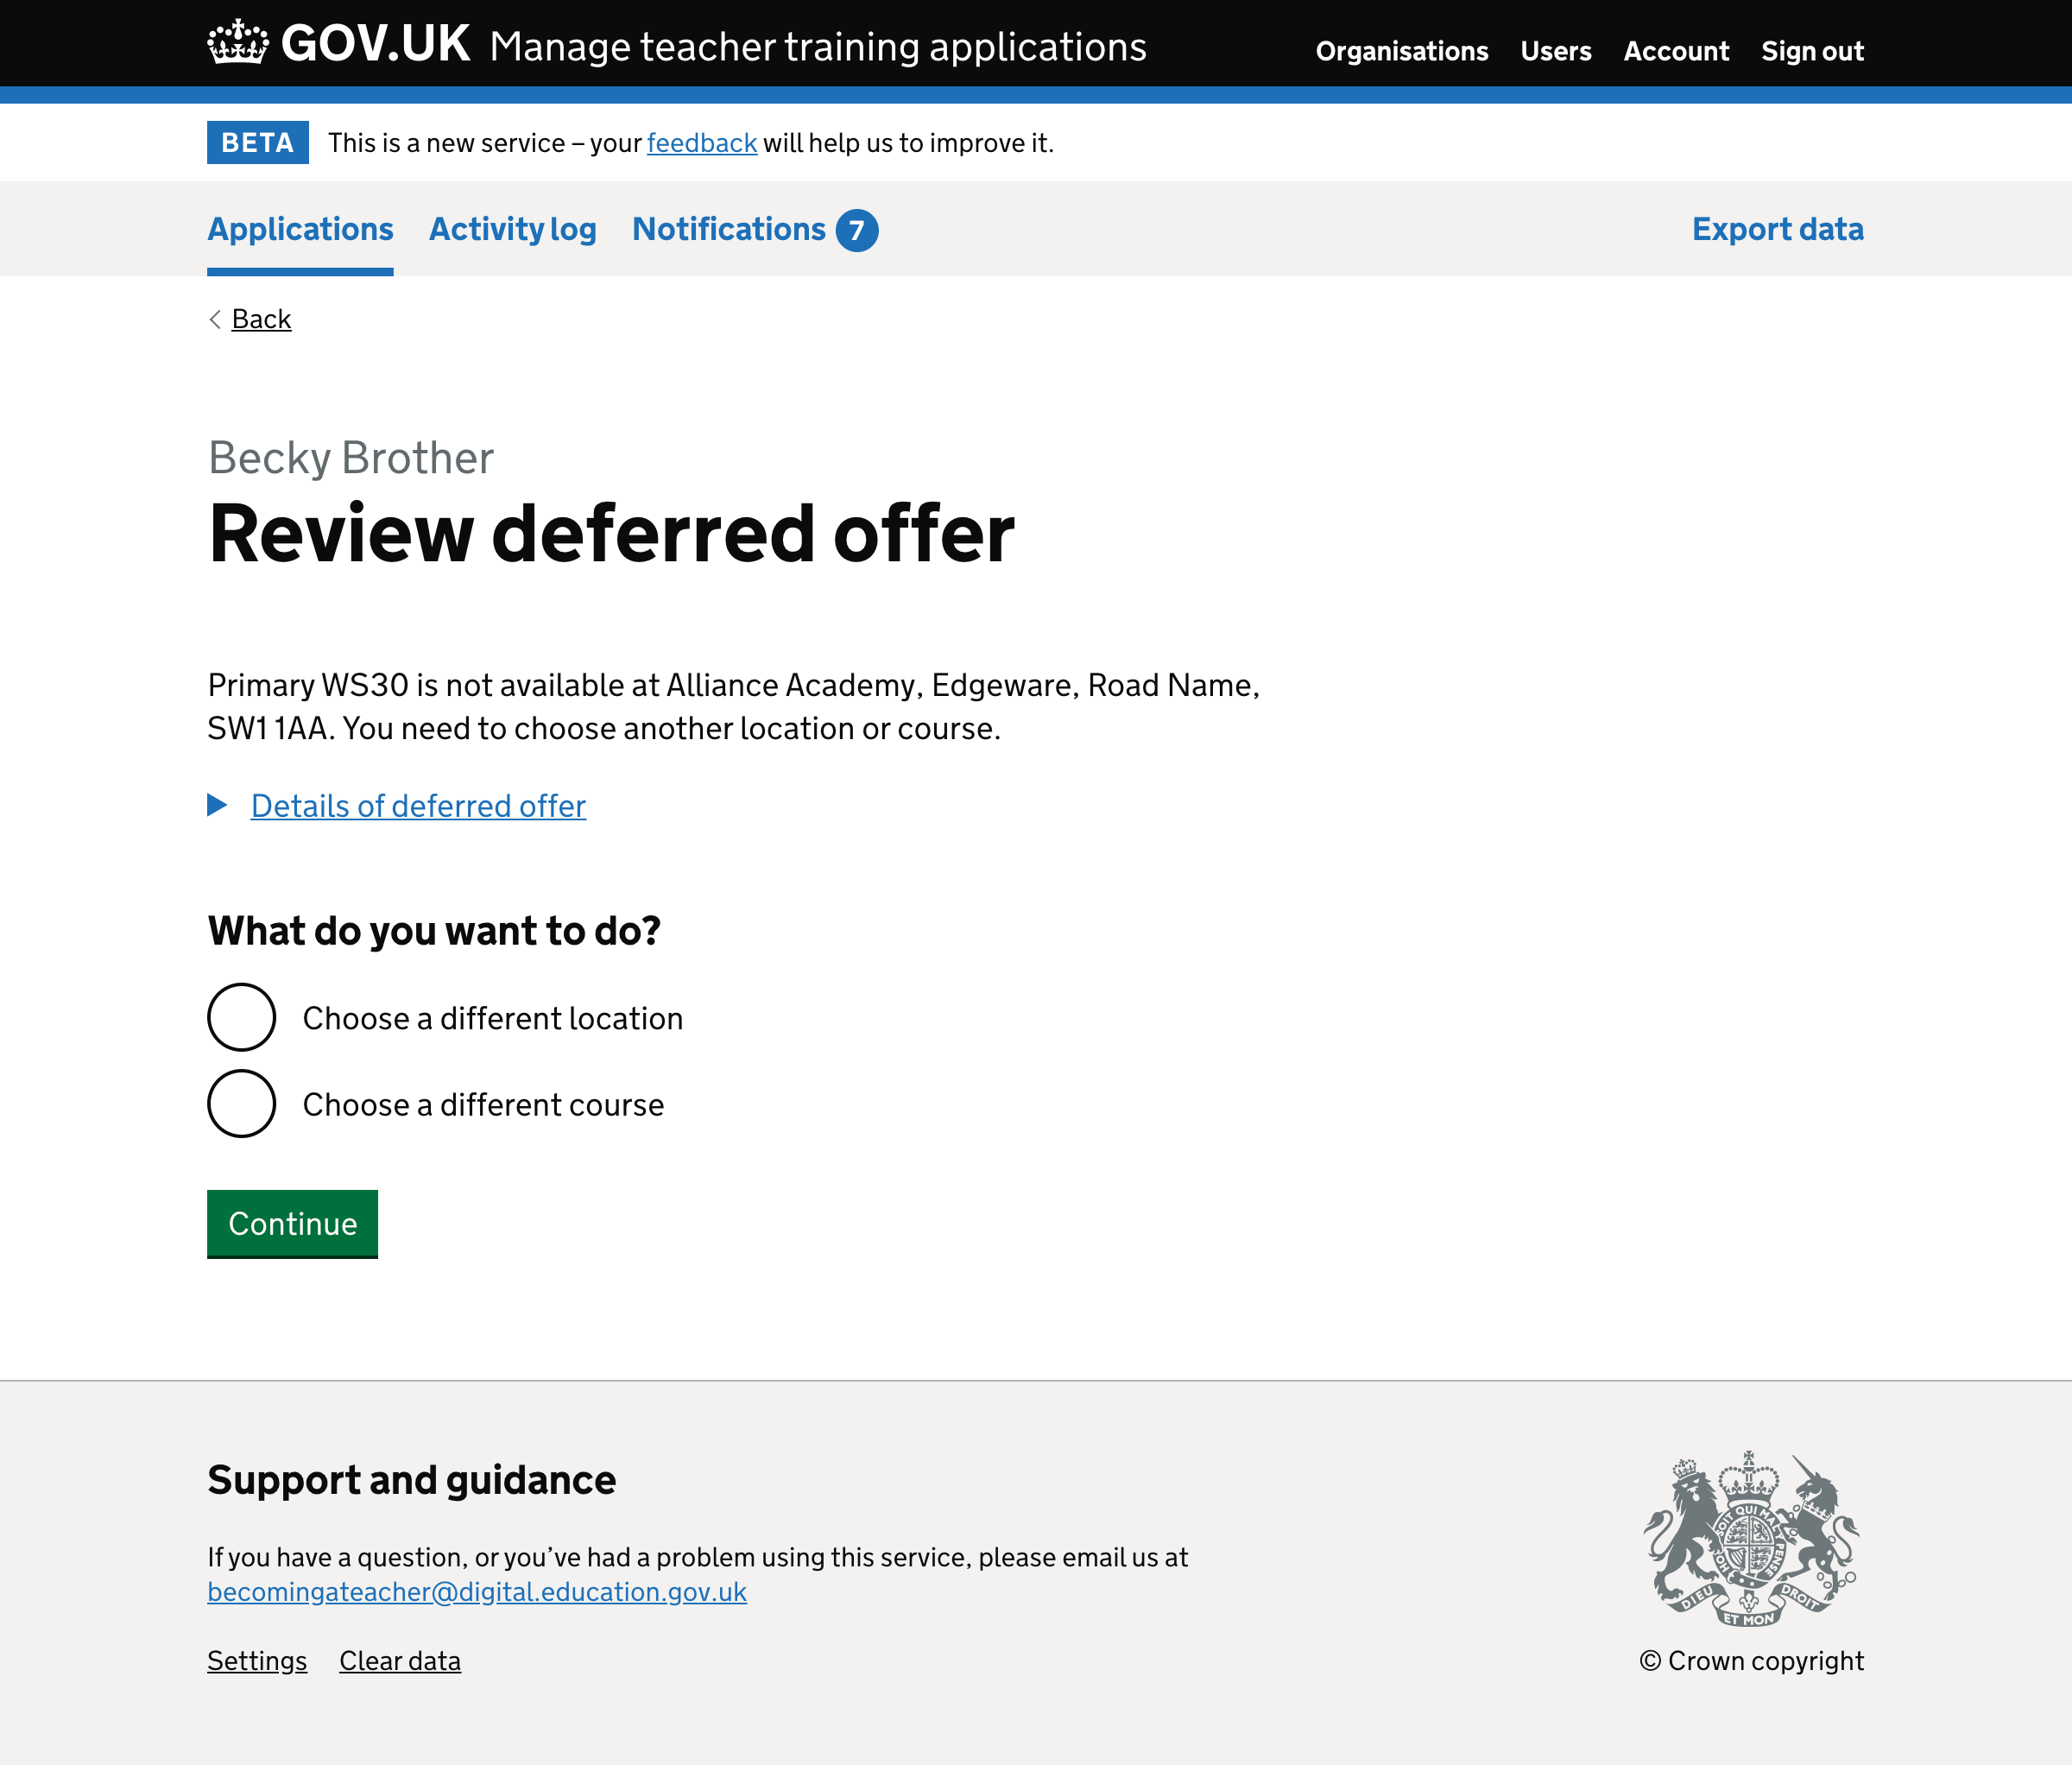 GOV.UK Manage teacher training applications Organisations Users Account Sign out
BETA This is a new service – your feedback will help us to improve it.
Applications Activity log Notifications 7 Export data
Back
Becky Brother
Review deferred offer
Primary WS30 is not available at Alliance Academy, Edgeware, Road Name,
SW1 1AA. You need to choose another location or course.
Details of deferred offer
What do you want to do?
Choose a different location
Choose a different course
Continue
Support and guidance
If you have a question, or you’ve had a problem using this service, please email us at
becomingateacher@digital.education.gov.uk
Settings Clear data
DIEU ET MON DROIT
© Crown copyright